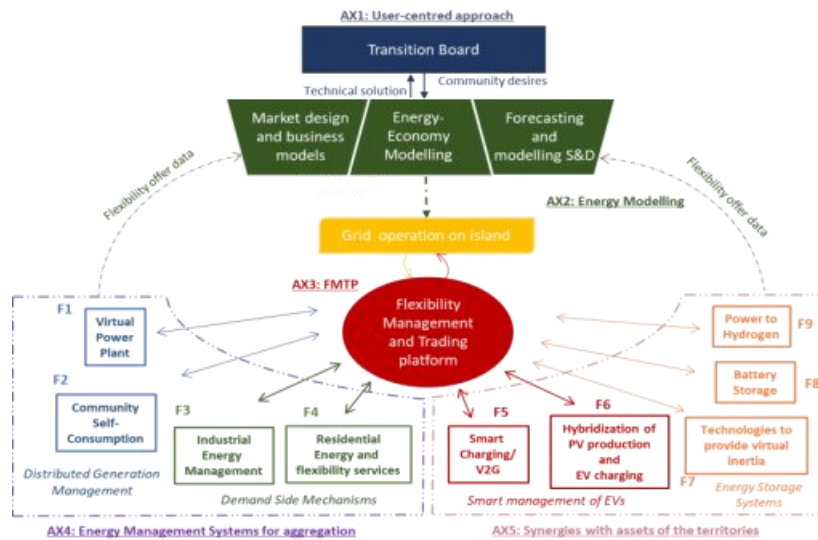 AX1: User-centred approach
Transition Board
Technical solution
Community desires
Market design
and business
models
Energy-
Economy
Modelling
Forecasting
and
modelling S&D
Flexibility offer data
Flexibility offer data
AX2: Energy Modelling
Grid operation on island
AX3: FMTP
Flexibility
Management
and Trading
platform
F1
Virtual
Power
Plant
F2
Community
Self-
Consumption
Distributed Generation
Management
F3
Industrial
Energy
Management
F4
Residential
Energy and
flexibility services
Demand Side Mechanisms
F5
Smart
Charging/
V2G
F6
Hybridization of
PV production
and
EV charging
Smart management of EVs
Power to
Hydrogen
F9
Battery
Storage
F8
Technologies to
provide virtual
inertia
F7
Energy Storage
Systems
AX4: Energy Management Systems for aggregation
AX5: Synergies with assets of the territories